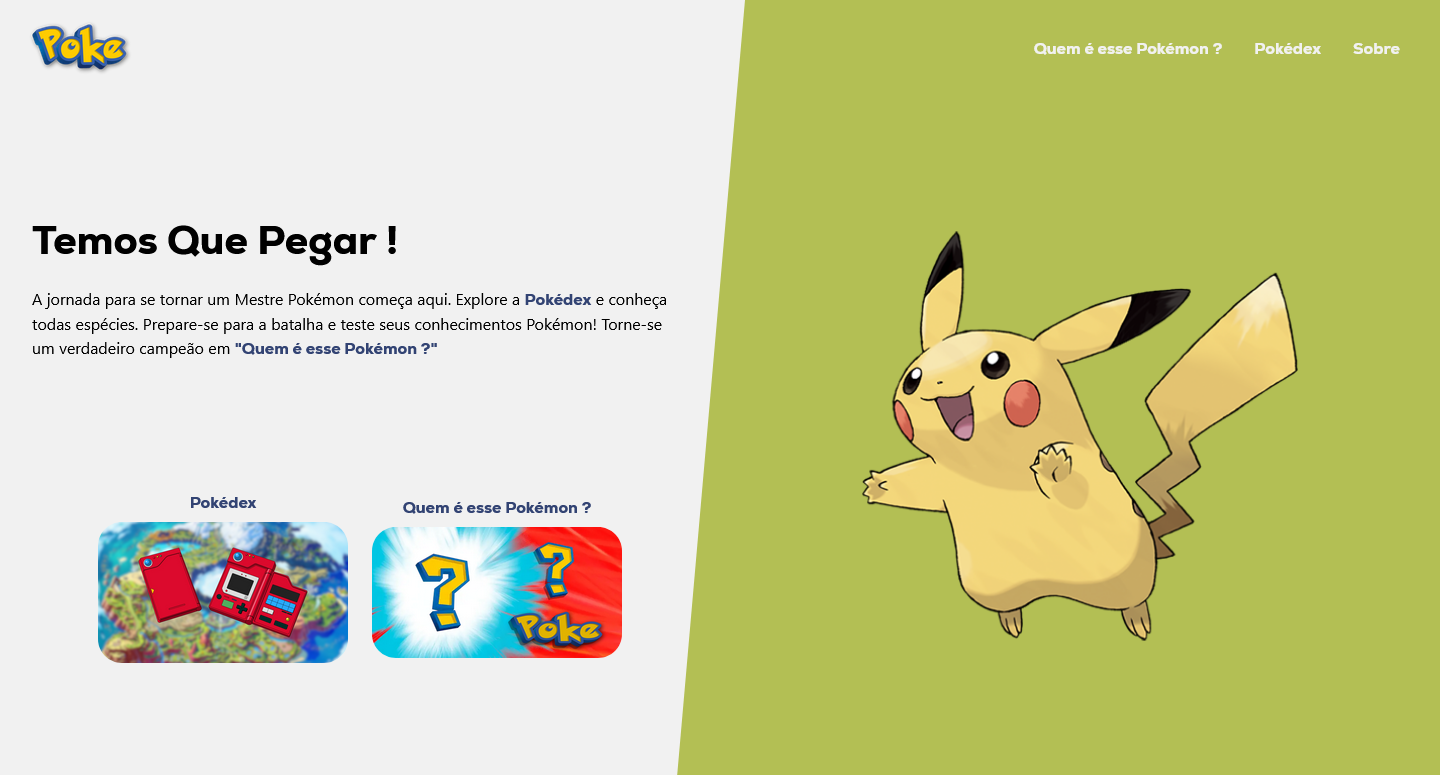 Poke
Quem é esse Pokémon ? Pokédex Sobre
Temos Que Pegar !
A jornada para se tornar um Mestre Pokémon começa aqui. Explore a Pokédex e conheça
todas espécies. Prepare-se para a batalha e teste seus conhecimentos Pokémon! Torne-se
um verdadeiro campeão em "Quem é esse Pokémon ?"
Pokédex
Quem é esse Pokémon ?
? ?
Poke